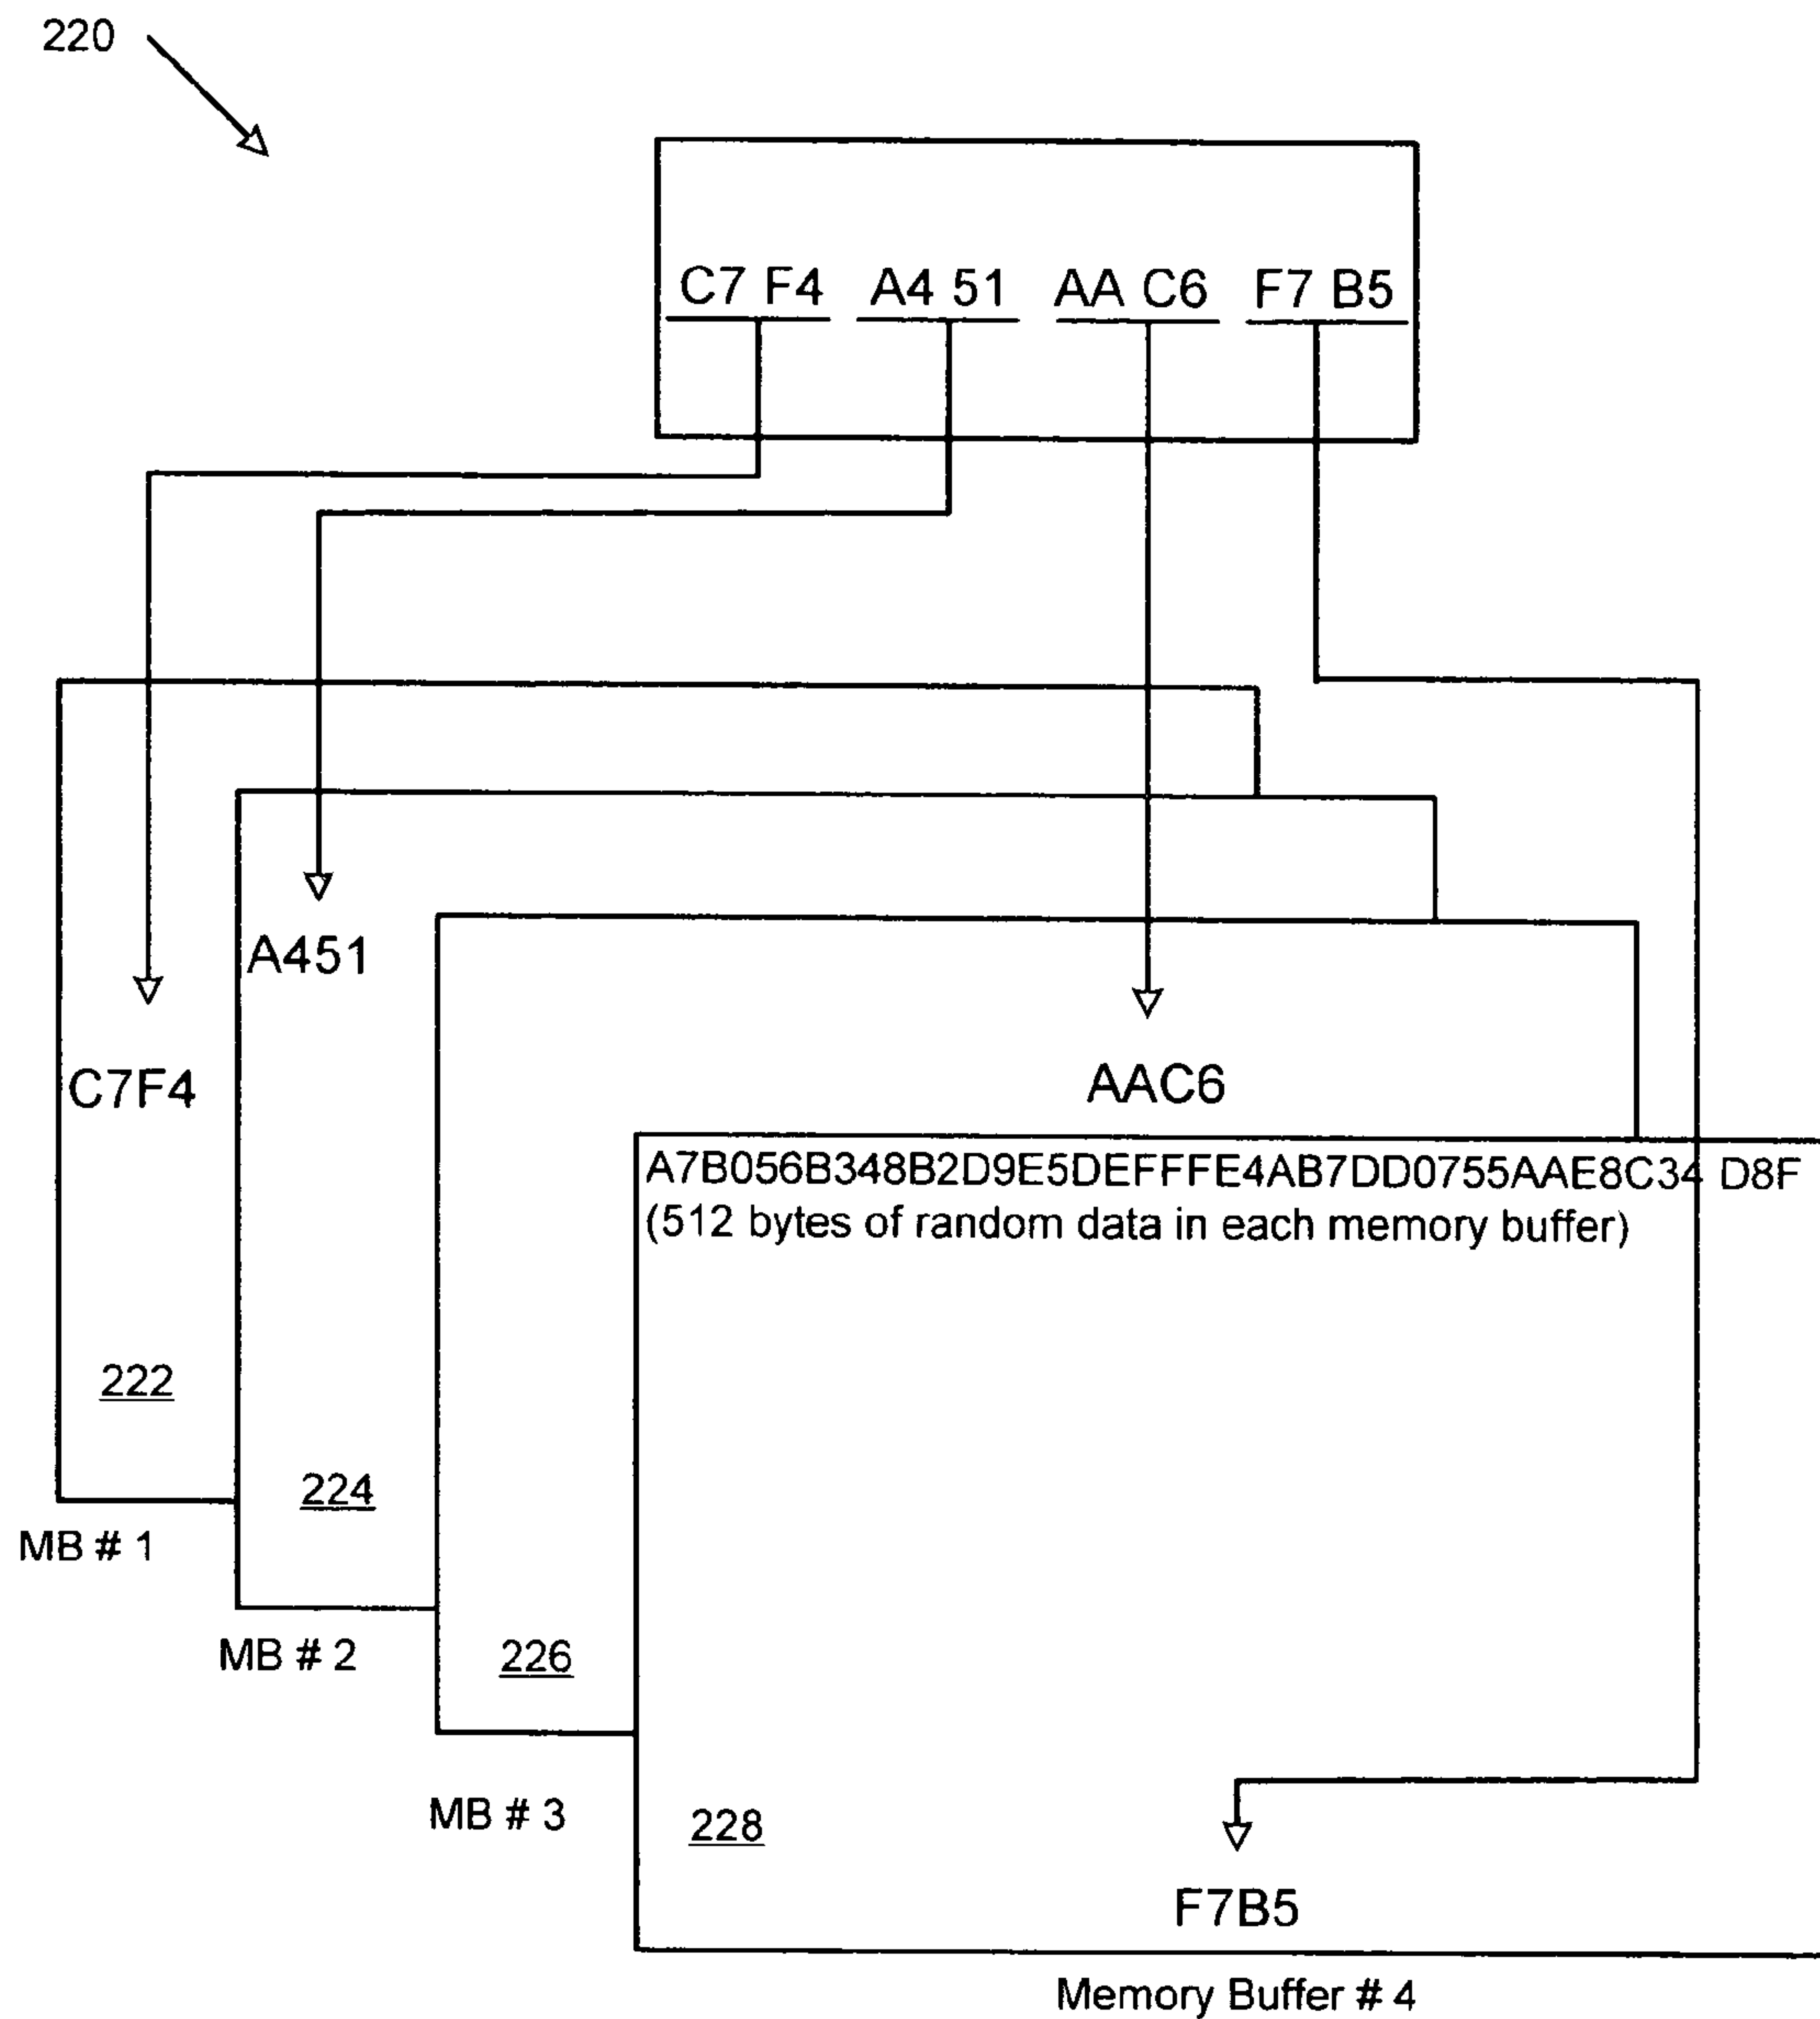 220
C7 F4 A4 51 AA C6 F7 B5
A451
C7F4
AAC6
A7B056B348B2D9E5DEFFFE4AB7DD0755AAE8C34 D8F
(512 bytes of random data in each memory buffer)
222
224
MB # 1
226
MB # 2
MB # 3
228
F7B5
Memory Buffer # 4